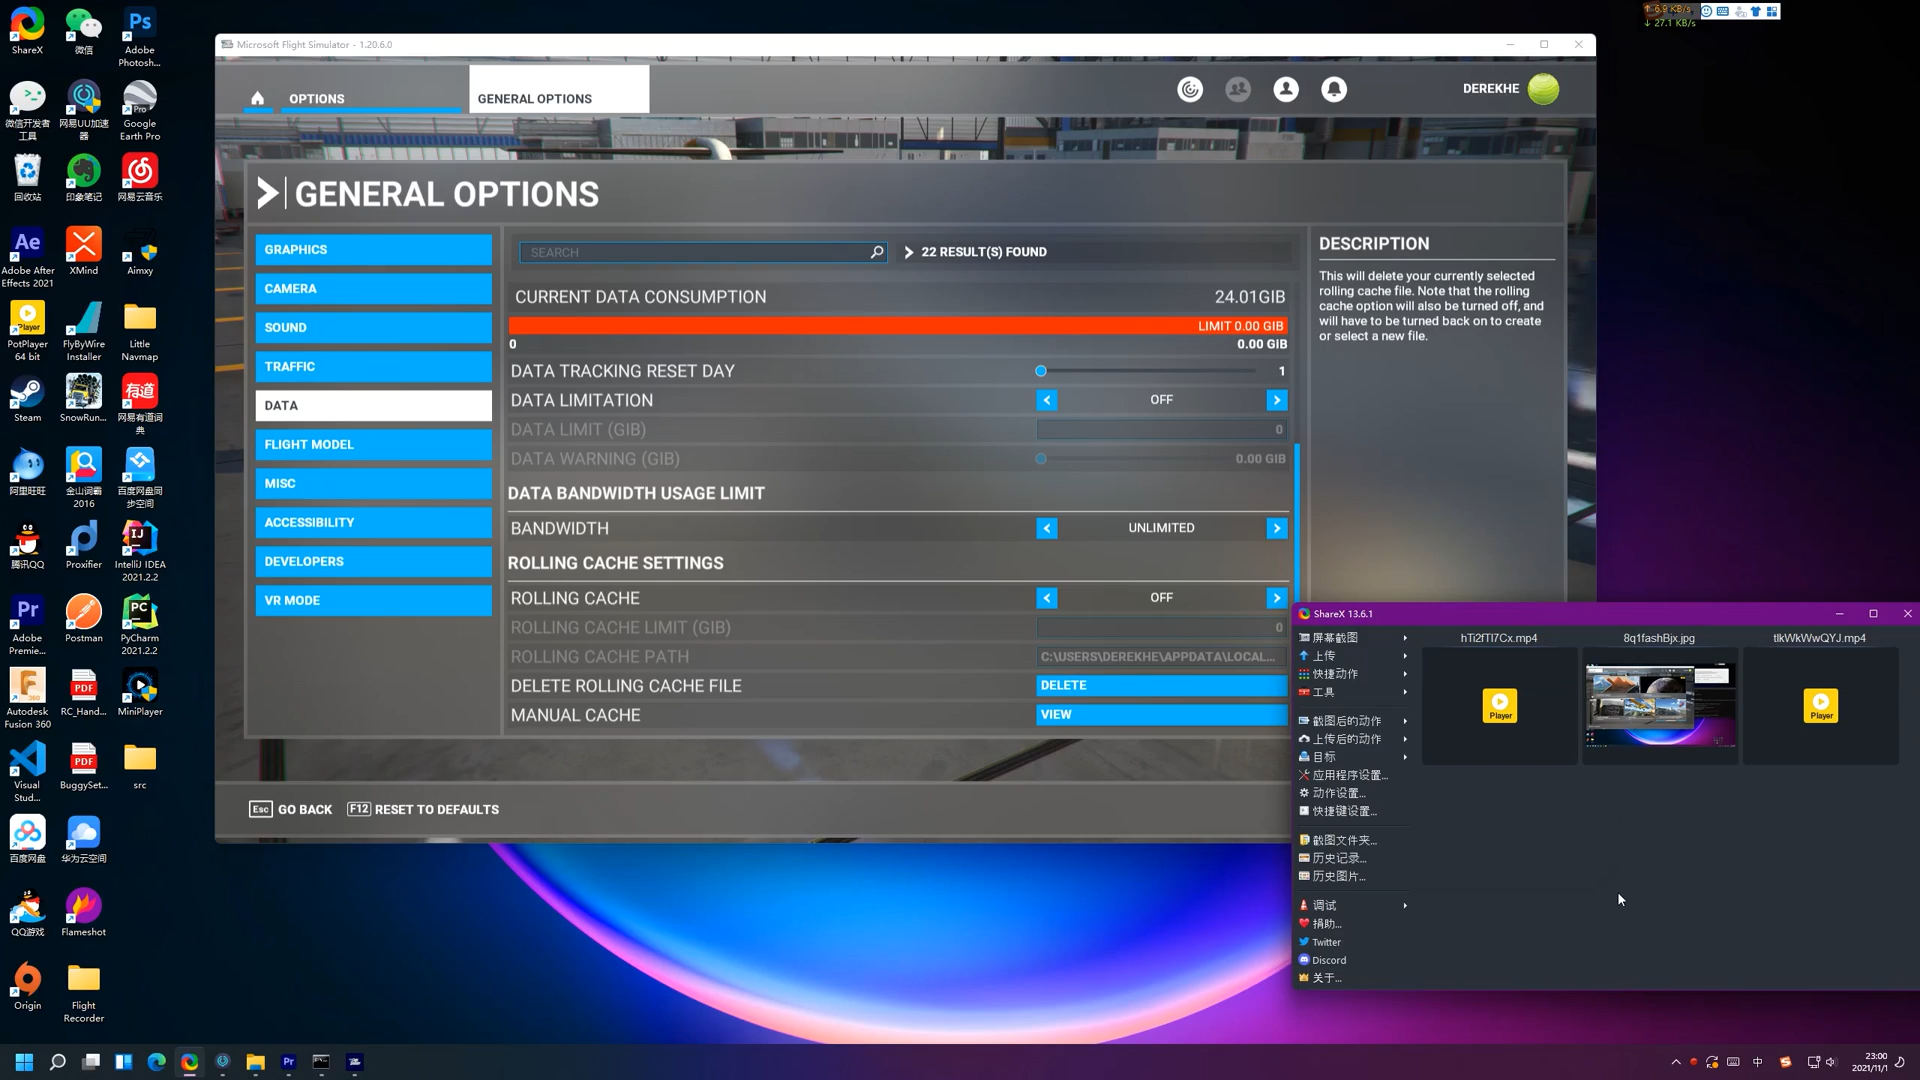 ShareX
微信
Adobe
Photosh...
微信开发者
工具
网易UU加速
器
Google
Earth Pro
回收站
印象笔记
网易云音乐
Adobe After
Effects 2021
XMind
Aimxy
PotPlayer
64 bit
FlyByWire
Installer
Little
Navmap
Steam
SnowRun...
网易有道词
典
阿里旺旺
金山词霸
2016
百度网盘同
步空间
腾讯QQ
Proxifier
IntelliJ IDEA
2021.2.2
Adobe
Premie...
Postman
PyCharm
2021.2.2
Autodesk
Fusion 360
RC_Hand...
MiniPlayer
Visual
Stud...
BuggySet...
src
百度网盘
华为云空间
QQ游戏
Flameshot
Origin
Flight
Recorder
Microsoft Flight Simulator - 1.20.6.0
OPTIONS
GENERAL OPTIONS
DEREKHE
GENERAL OPTIONS
GRAPHICS
CAMERA
SOUND
TRAFFIC
DATA
FLIGHT MODEL
MISC
ACCESSIBILITY
DEVELOPERS
VR MODE
SEARCH
22 RESULT(S) FOUND
CURRENT DATA CONSUMPTION 24.01GIB
LIMIT 0.00 GIB
0 0.00 GIB
DATA TRACKING RESET DAY 1
DATA LIMITATION OFF
DATA LIMIT (GIB) 0
DATA WARNING (GIB) 0.00 GIB
DATA BANDWIDTH USAGE LIMIT
BANDWIDTH UNLIMITED
ROLLING CACHE SETTINGS
ROLLING CACHE OFF
ROLLING CACHE LIMIT (GIB) 0
ROLLING CACHE PATH C:\USERS\DEREKHE\APPDATA\LOCAL...
DELETE ROLLING CACHE FILE DELETE
MANUAL CACHE VIEW
DESCRIPTION
This will delete your currently selected
rolling cache file. Note that the rolling
cache option will also be turned off, and
will have to be turned back on to create
or select a new file.
Esc GO BACK F12 RESET TO DEFAULTS
6.9 KB/s
27.1 KB/s
ShareX 13.6.1
屏幕截图
上传
快捷动作
工具
截图后的动作
上传后的动作
目标
应用程序设置...
动作设置...
快捷键设置...
截图文件夹...
历史记录...
历史图片...
调试
捐助...
Twitter
Discord
关于...
hTi2fTl7Cx.mp4
8q1fashBjx.jpg
tlkWkWwQYJ.mp4
Player
Player
中
23:00
2021/11/1